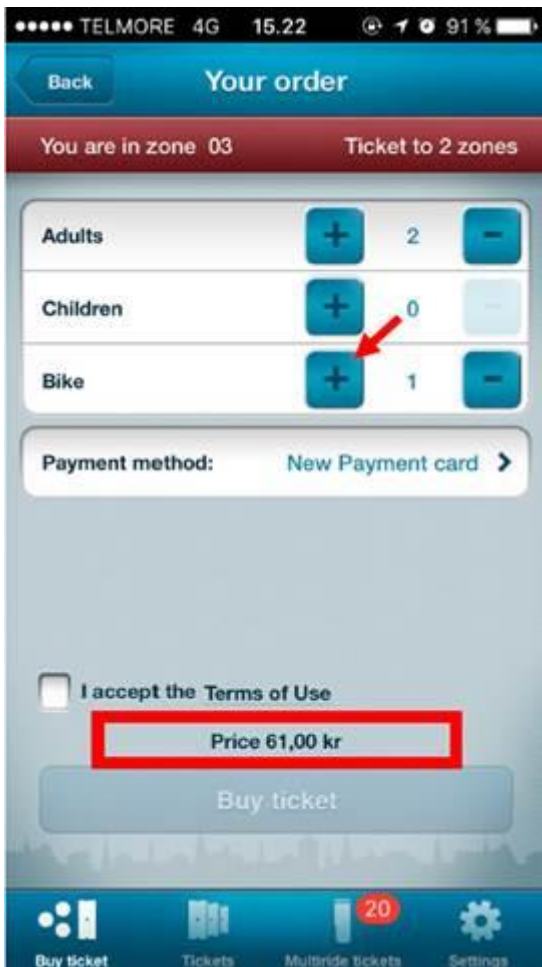 TELMORE 4G 15.22 91 %
Back Your order
You are in zone 03 Ticket to 2 zones
Adults + 2 -
Children + 0 -
Bike + 1 -
Payment method: New Payment card >
I accept the Terms of Use
Price 61,00 kr
Buy ticket
20
Buy ticket Tickets Multiride tickets Settings